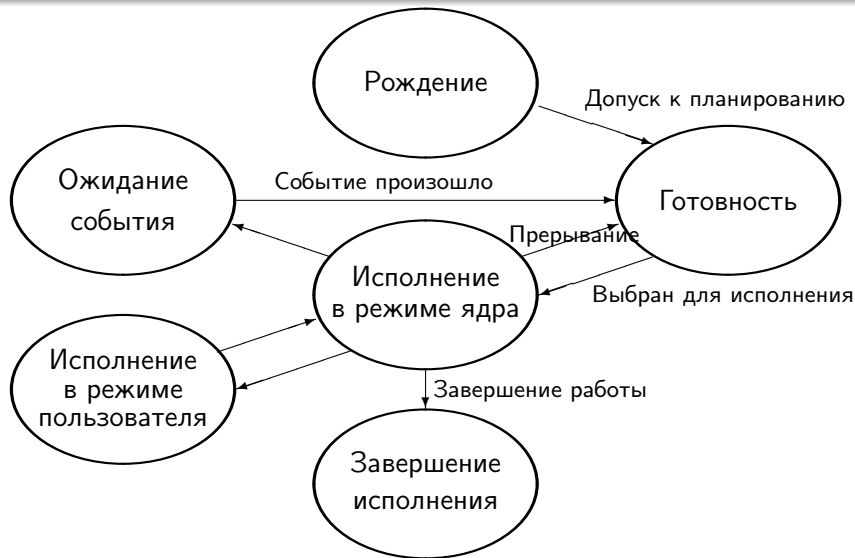 Рождение
Допуск к планированию
Ожидание
события
Событие произошло
Готовность
Прерывание
Исполнение
в режиме ядра
Выбран для исполнения
Исполнение
в режиме
пользователя
Завершение работы
Завершение
исполнения